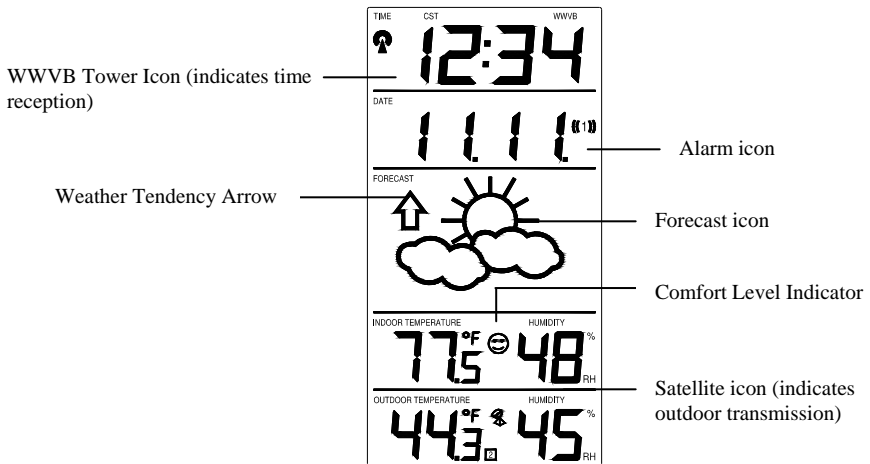 TIME CST WWVB
12:34
WWVB Tower Icon (indicates time
reception)
DATE
11.11.
((1))
Alarm icon
FORECAST
Weather Tendency Arrow
Forecast icon
Comfort Level Indicator
INDOOR TEMPERATURE HUMIDITY
77.5 °F 48 % RH
Satellite icon (indicates
outdoor transmission)
OUTDOOR TEMPERATURE HUMIDITY
44.3 °F 2 45 % RH